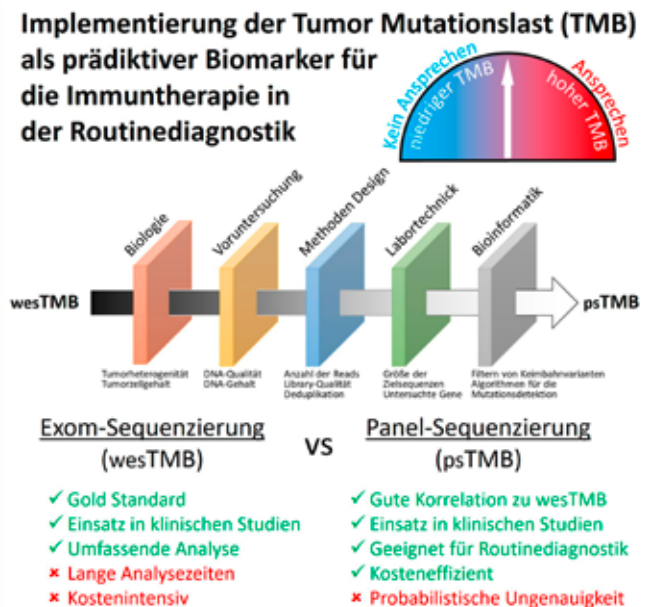 Implementierung der Tumor Mutationslast (TMB)
als prädiktiver Biomarker für
die Immuntherapie in
der Routinediagnostik
Kein Ansprechen
niedriger TMB
hoher TMB
Ansprechen
Biologie
Voruntersuchung
Methoden Design
Labortechnick
Bioinformatik
wesTMB
psTMB
Tumorheterogenität
Tumorzellgehalt
DNA-Qualität
DNA-Gehalt
Anzahl der Reads
Library-Qualität
Deduplikation
Größe der
Zielsequenzen
Untersuchte Gene
Filtern von Keimbahnvarianten
Algorithmen für die
Mutationsdetektion
Exom-Sequenzierung
(wesTMB)
vs
Panel-Sequenzierung
(psTMB)
✓ Gold Standard
✓ Einsatz in klinischen Studien
✓ Umfassende Analyse
× Lange Analysezeiten
× Kostenintensiv
✓ Gute Korrelation zu wesTMB
✓ Einsatz in klinischen Studien
✓ Geeignet für Routinediagnostik
✓ Kosteneffizient
× Probabilistische Ungenauigkeit